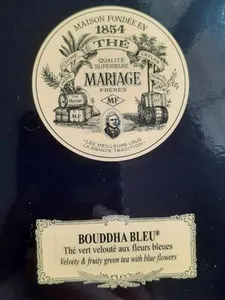 MAISON FONDÉE EN
1854
THÉ
QUALITÉ
SUPÉRIEURE
MARIAGE
FRÈRES
MF
"LES MEILLEURS CRUS
LA GRANDE TRADITION"
BOUDDHA BLEU®
Thé vert velouté aux fleurs bleues
Velvety & fruity green tea with blue flowers